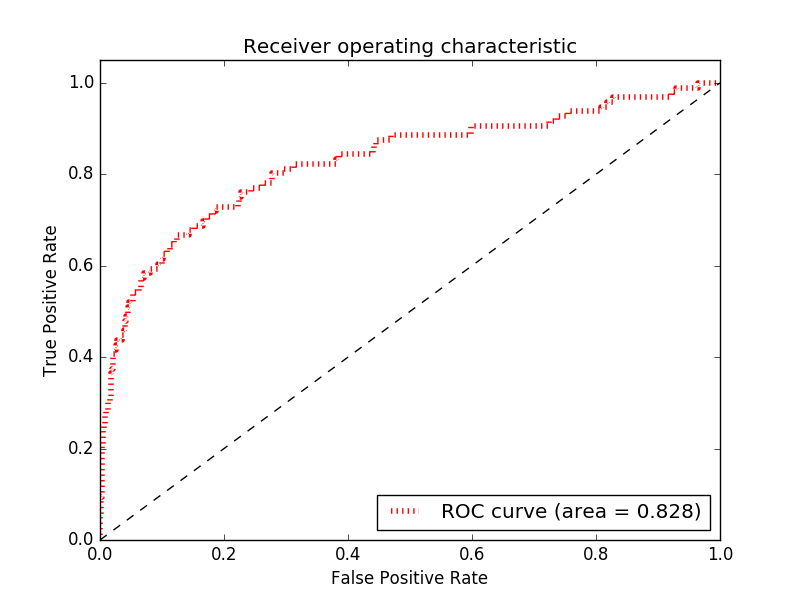 Receiver operating characteristic
1.0
0.8
0.6
0.4
0.2
0.0
True Positive Rate
ROC curve (area = 0.828)
0.0 0.2 0.4 0.6 0.8 1.0
False Positive Rate